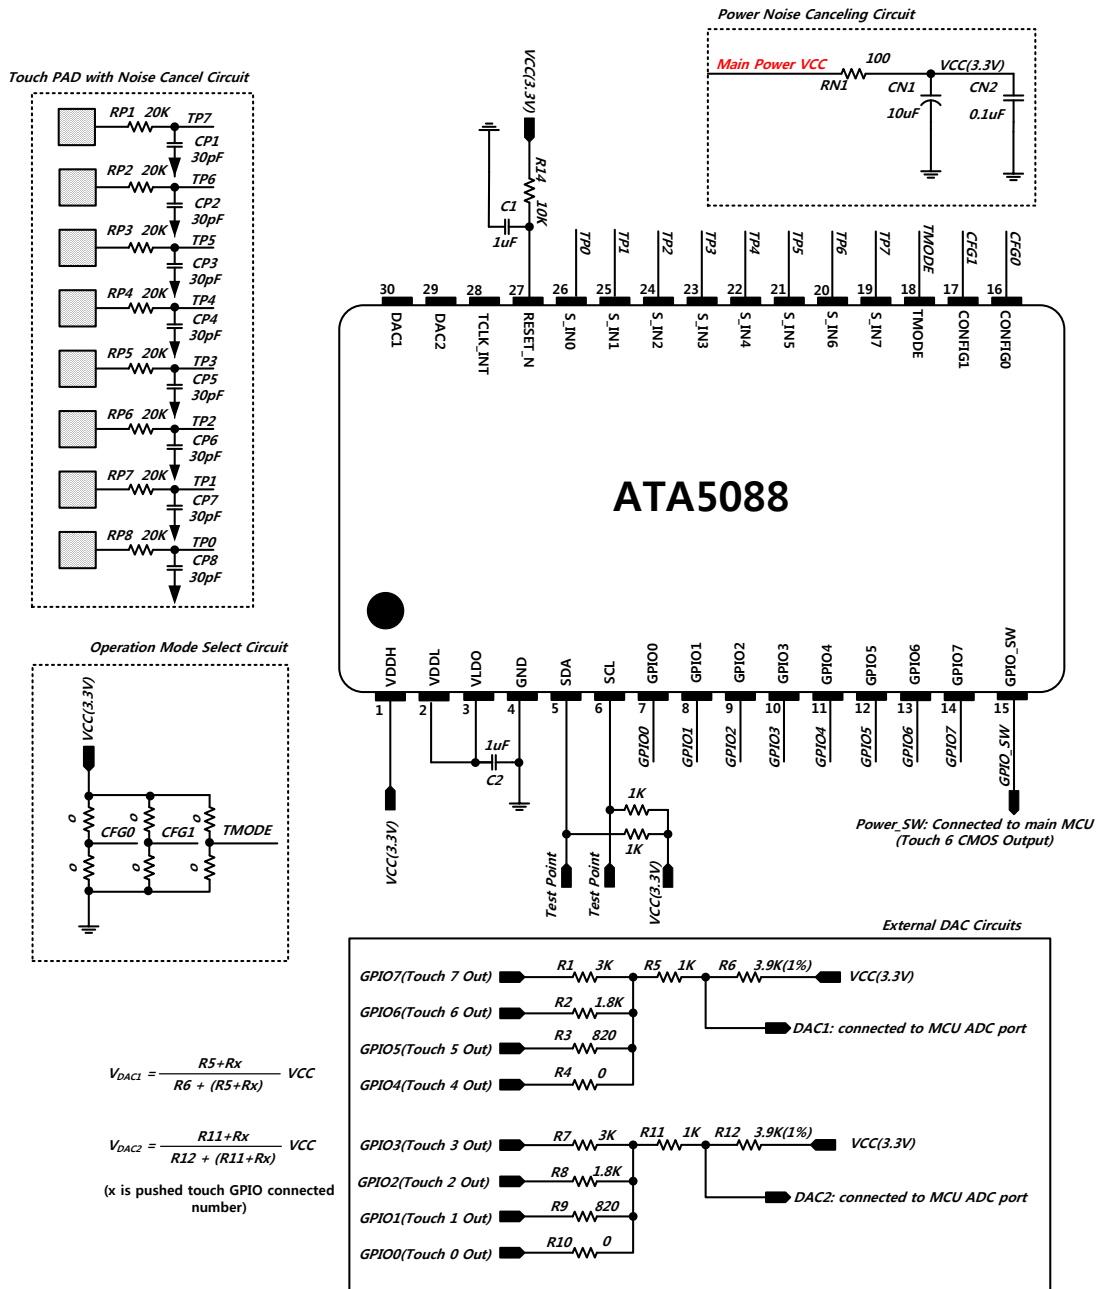 Power Noise Canceling Circuit
Main Power VCC
100
RN1
VCC(3.3V)
CN1
10uF
CN2
0.1uF
Touch PAD with Noise Cancel Circuit
RP1 20K TP7
CP1
30pF
RP2 20K TP6
CP2
30pF
RP3 20K TP5
CP3
30pF
RP4 20K TP4
CP4
30pF
RP5 20K TP3
CP5
30pF
RP6 20K TP2
CP6
30pF
RP7 20K TP1
CP7
30pF
RP8 20K TP0
CP8
30pF
VCC(3.3V)
R14
10K
C1
1uF
TP0
TP1
TP2
TP3
TP4
TP5
TP6
TP7
TMODE
CFG1
CFG0
30 29 28 27 26 25 24 23 22 21 20 19 18 17 16
DAC1
DAC2
TCLK_INT
RESET_N
S_IN0
S_IN1
S_IN2
S_IN3
S_IN4
S_IN5
S_IN6
S_IN7
TMODE
CONFIG1
CONFIG0
ATA5088
VDDH
VDDL
VLDO
GND
SDA
SCL
GPIO0
GPIO1
GPIO2
GPIO3
GPIO4
GPIO5
GPIO6
GPIO7
GPIO_SW
1 2 3 4 5 6 7 8 9 10 11 12 13 14 15
GPIO0
GPIO1
GPIO2
GPIO3
GPIO4
GPIO5
GPIO6
GPIO7
GPIO_SW
1uF
C2
VCC(3.3V)
1K
1K
Test Point
Test Point
VCC(3.3V)
Power_SW: Connected to main MCU
(Touch 6 CMOS Output)
Operation Mode Select Circuit
VCC(3.3V)
0
0
0
CFG0
CFG1
TMODE
0
0
0
External DAC Circuits
GPIO7(Touch 7 Out) R1 3K R5 1K R6 3.9K(1%) VCC(3.3V)
GPIO6(Touch 6 Out) R2 1.8K
DAC1: connected to MCU ADC port
GPIO5(Touch 5 Out) R3 820
GPIO4(Touch 4 Out) R4 0
GPIO3(Touch 3 Out) R7 3K R11 1K R12 3.9K(1%) VCC(3.3V)
GPIO2(Touch 2 Out) R8 1.8K
DAC2: connected to MCU ADC port
GPIO1(Touch 1 Out) R9 820
GPIO0(Touch 0 Out) R10 0
R5+Rx
VDAC1 = VCC
R6 + (R5+Rx)
R11+Rx
VDAC2 = VCC
R12 + (R11+Rx)
(x is pushed touch GPIO connected
number)